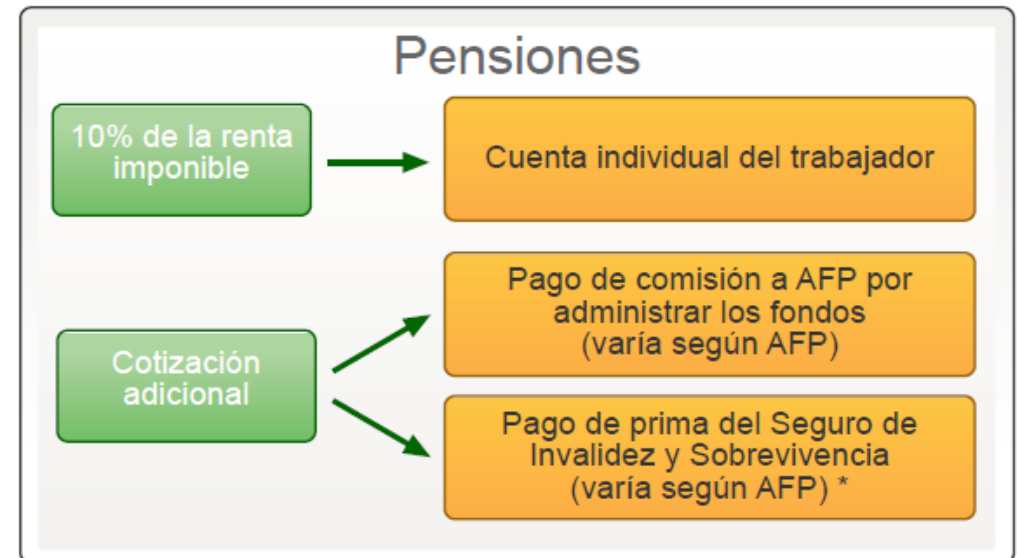 Pensiones
10% de la renta
imponible
Cuenta individual del trabajador
Pago de comisión a AFP por
administrar los fondos
(varía según AFP)
Cotización
adicional
Pago de prima del Seguro de
Invalidez y Sobrevivencia
(varía según AFP) *